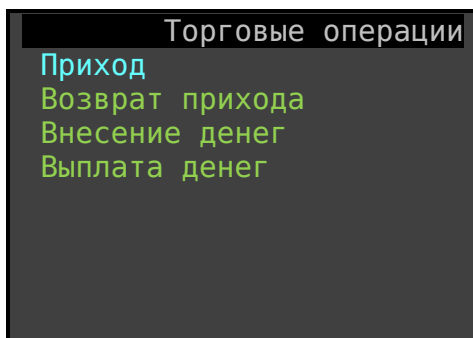 Торговые операции
Приход
Возврат прихода
Внесение денег
Выплата денег